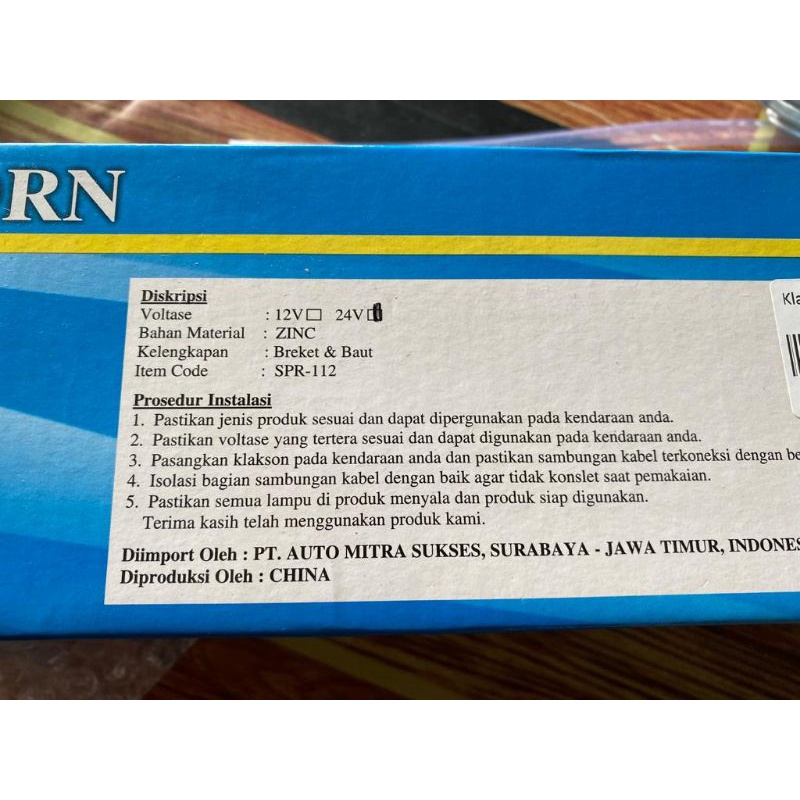 RN
Diskripsi
Voltase : 12V☐ 24V☐
Bahan Material : ZINC
Kelengkapan : Breket & Baut
Item Code : SPR-112
Prosedur Instalasi
1. Pastikan jenis produk sesuai dan dapat dipergunakan pada kendaraan anda.
2. Pastikan voltase yang tertera sesuai dan dapat digunakan pada kendaraan anda.
3. Pasangkan klakson pada kendaraan anda dan pastikan sambungan kabel terkoneksi dengan be
4. Isolasi bagian sambungan kabel dengan baik agar tidak konslet saat pemakaian.
5. Pastikan semua lampu di produk menyala dan produk siap digunakan.
Terima kasih telah menggunakan produk kami.
Diimport Oleh : PT. AUTO MITRA SUKSES, SURABAYA - JAWA TIMUR, INDONES
Diproduksi Oleh : CHINA
Kla